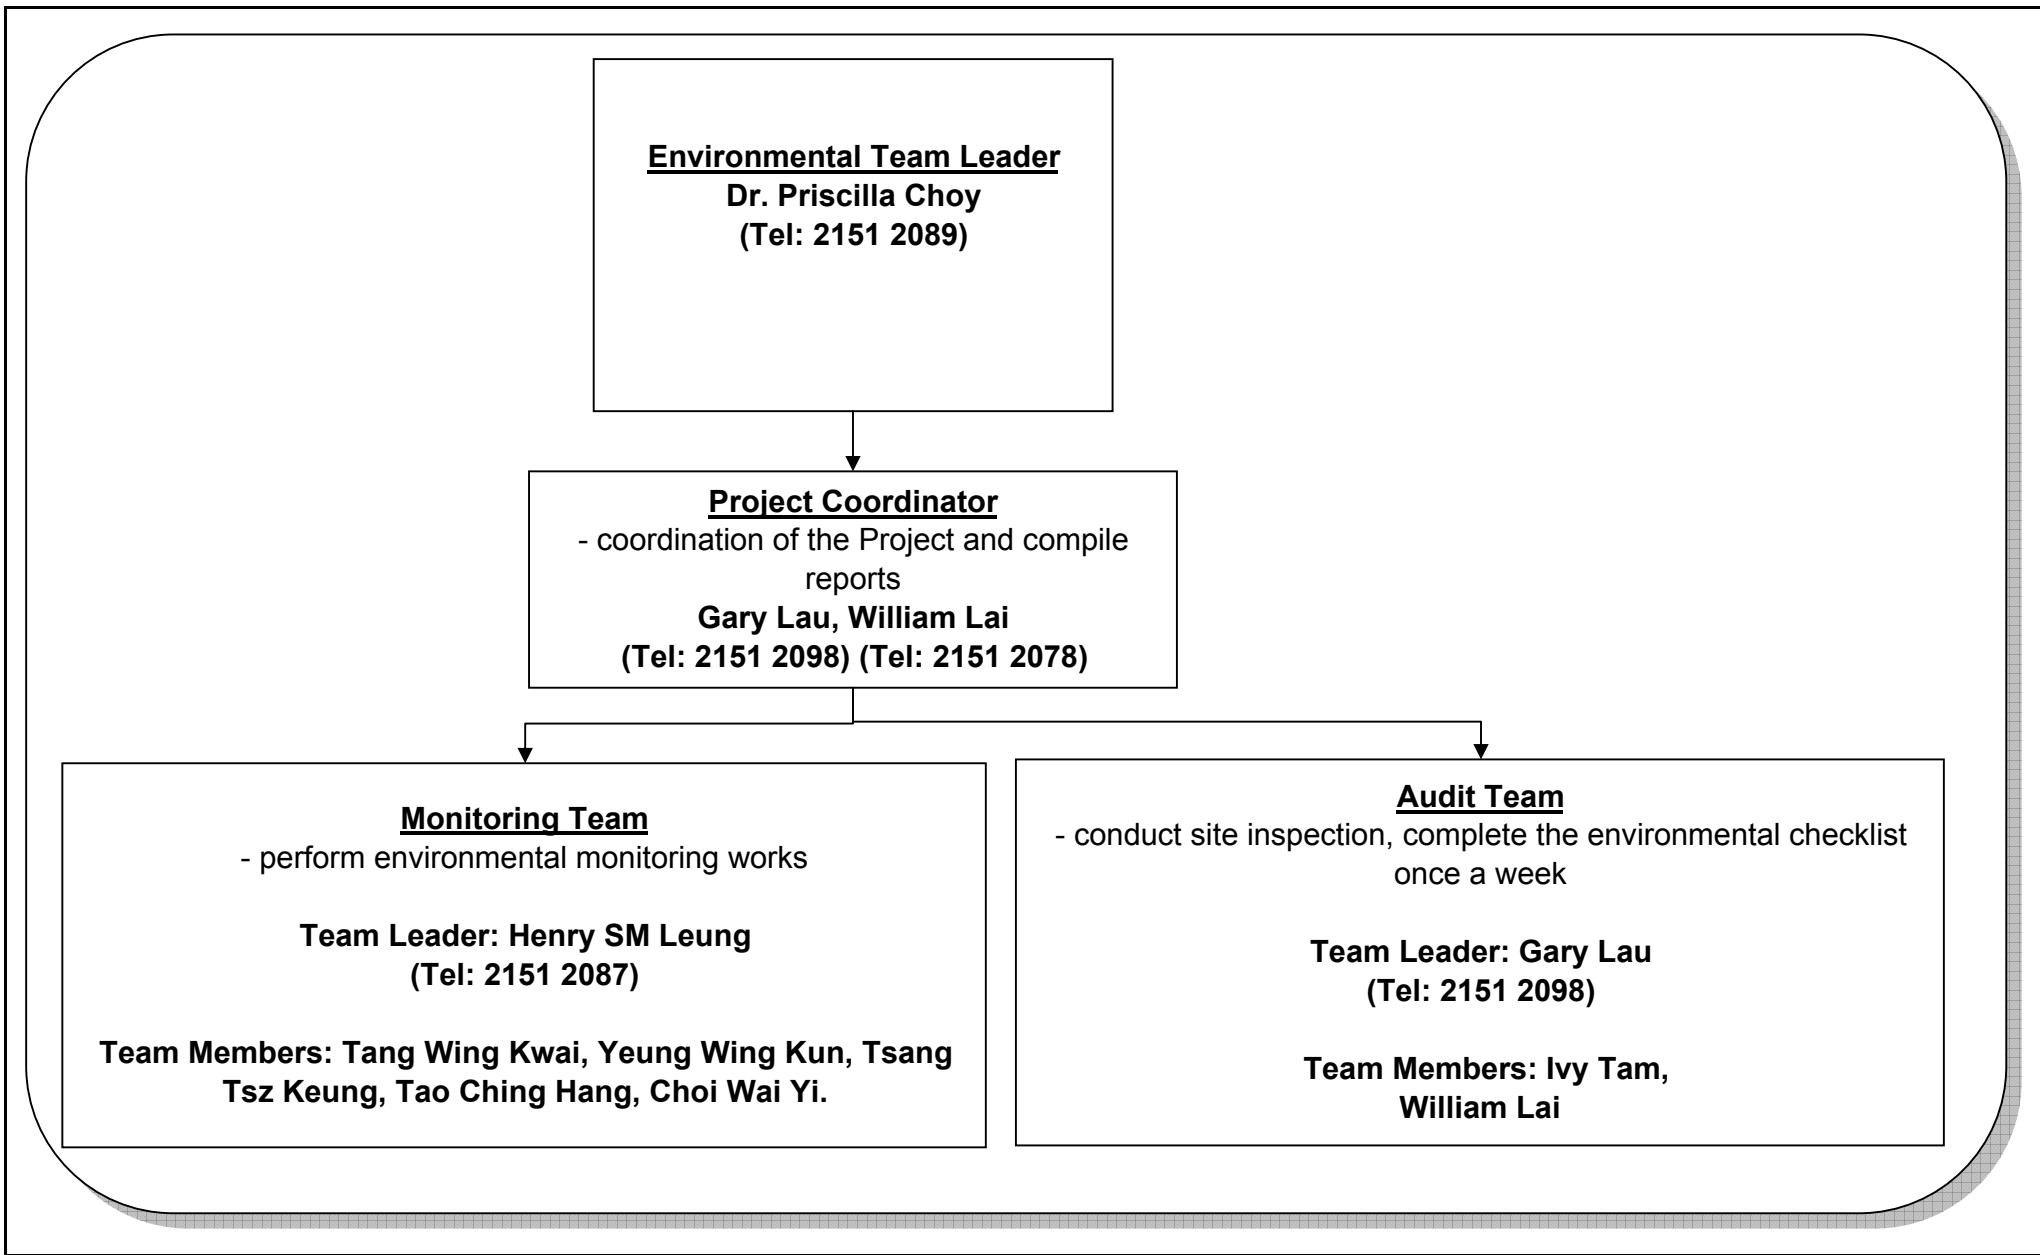 Environmental Team Leader
Dr. Priscilla Choy
(Tel: 2151 2089)
Project Coordinator
- coordination of the Project and compile
reports
Gary Lau, William Lai
(Tel: 2151 2098) (Tel: 2151 2078)
Monitoring Team
- perform environmental monitoring works
Team Leader: Henry SM Leung
(Tel: 2151 2087)
Team Members: Tang Wing Kwai, Yeung Wing Kun, Tsang
Tsz Keung, Tao Ching Hang, Choi Wai Yi.
Audit Team
- conduct site inspection, complete the environmental checklist
once a week
Team Leader: Gary Lau
(Tel: 2151 2098)
Team Members: Ivy Tam,
William Lai